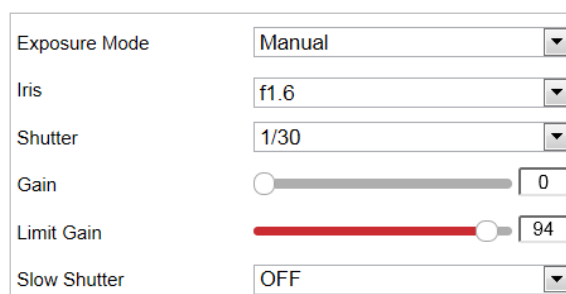 Exposure Mode Manual
Iris f1.6
Shutter 1/30
Gain 0
Limit Gain 94
Slow Shutter OFF